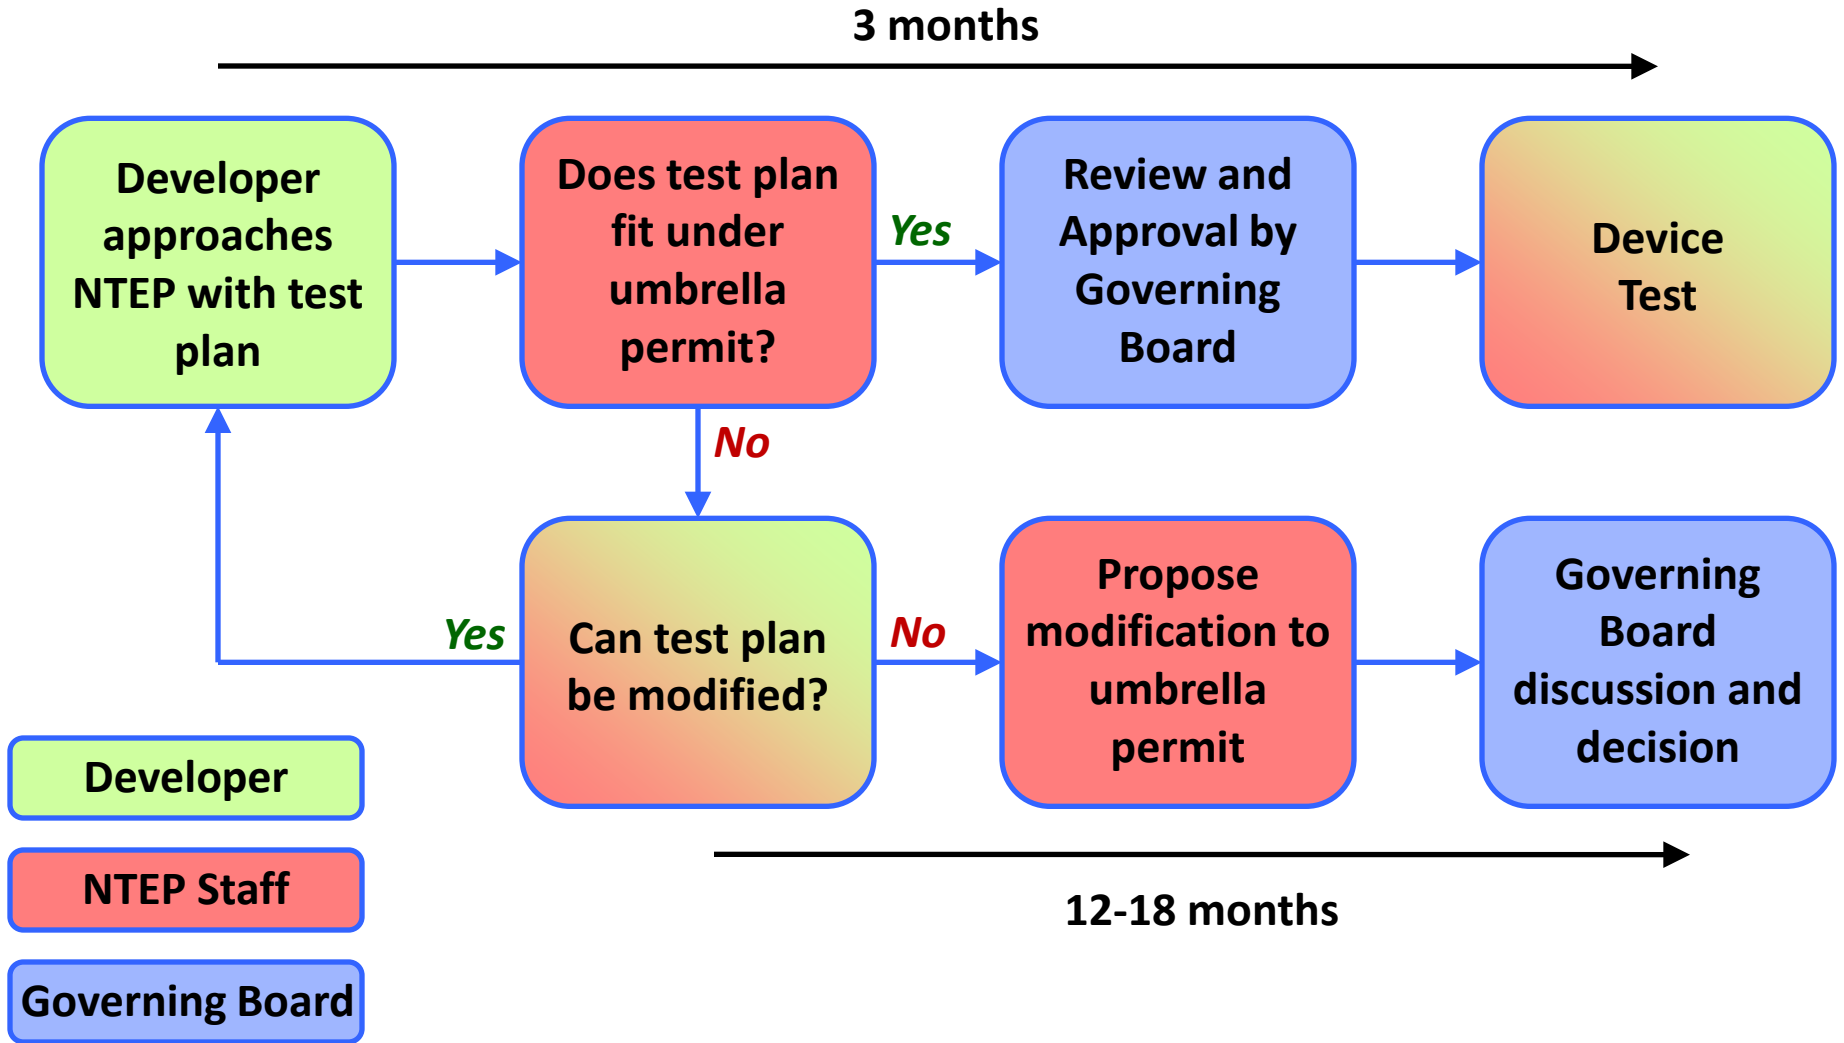 3 months
Developer
approaches
NTEP with test
plan
Does test plan
fit under
umbrella
permit?
Yes
Review and
Approval by
Governing
Board
Device
Test
No
Yes
Can test plan
be modified?
No
Propose
modification to
umbrella
permit
Governing
Board
discussion and
decision
Developer
NTEP Staff
Governing Board
12-18 months